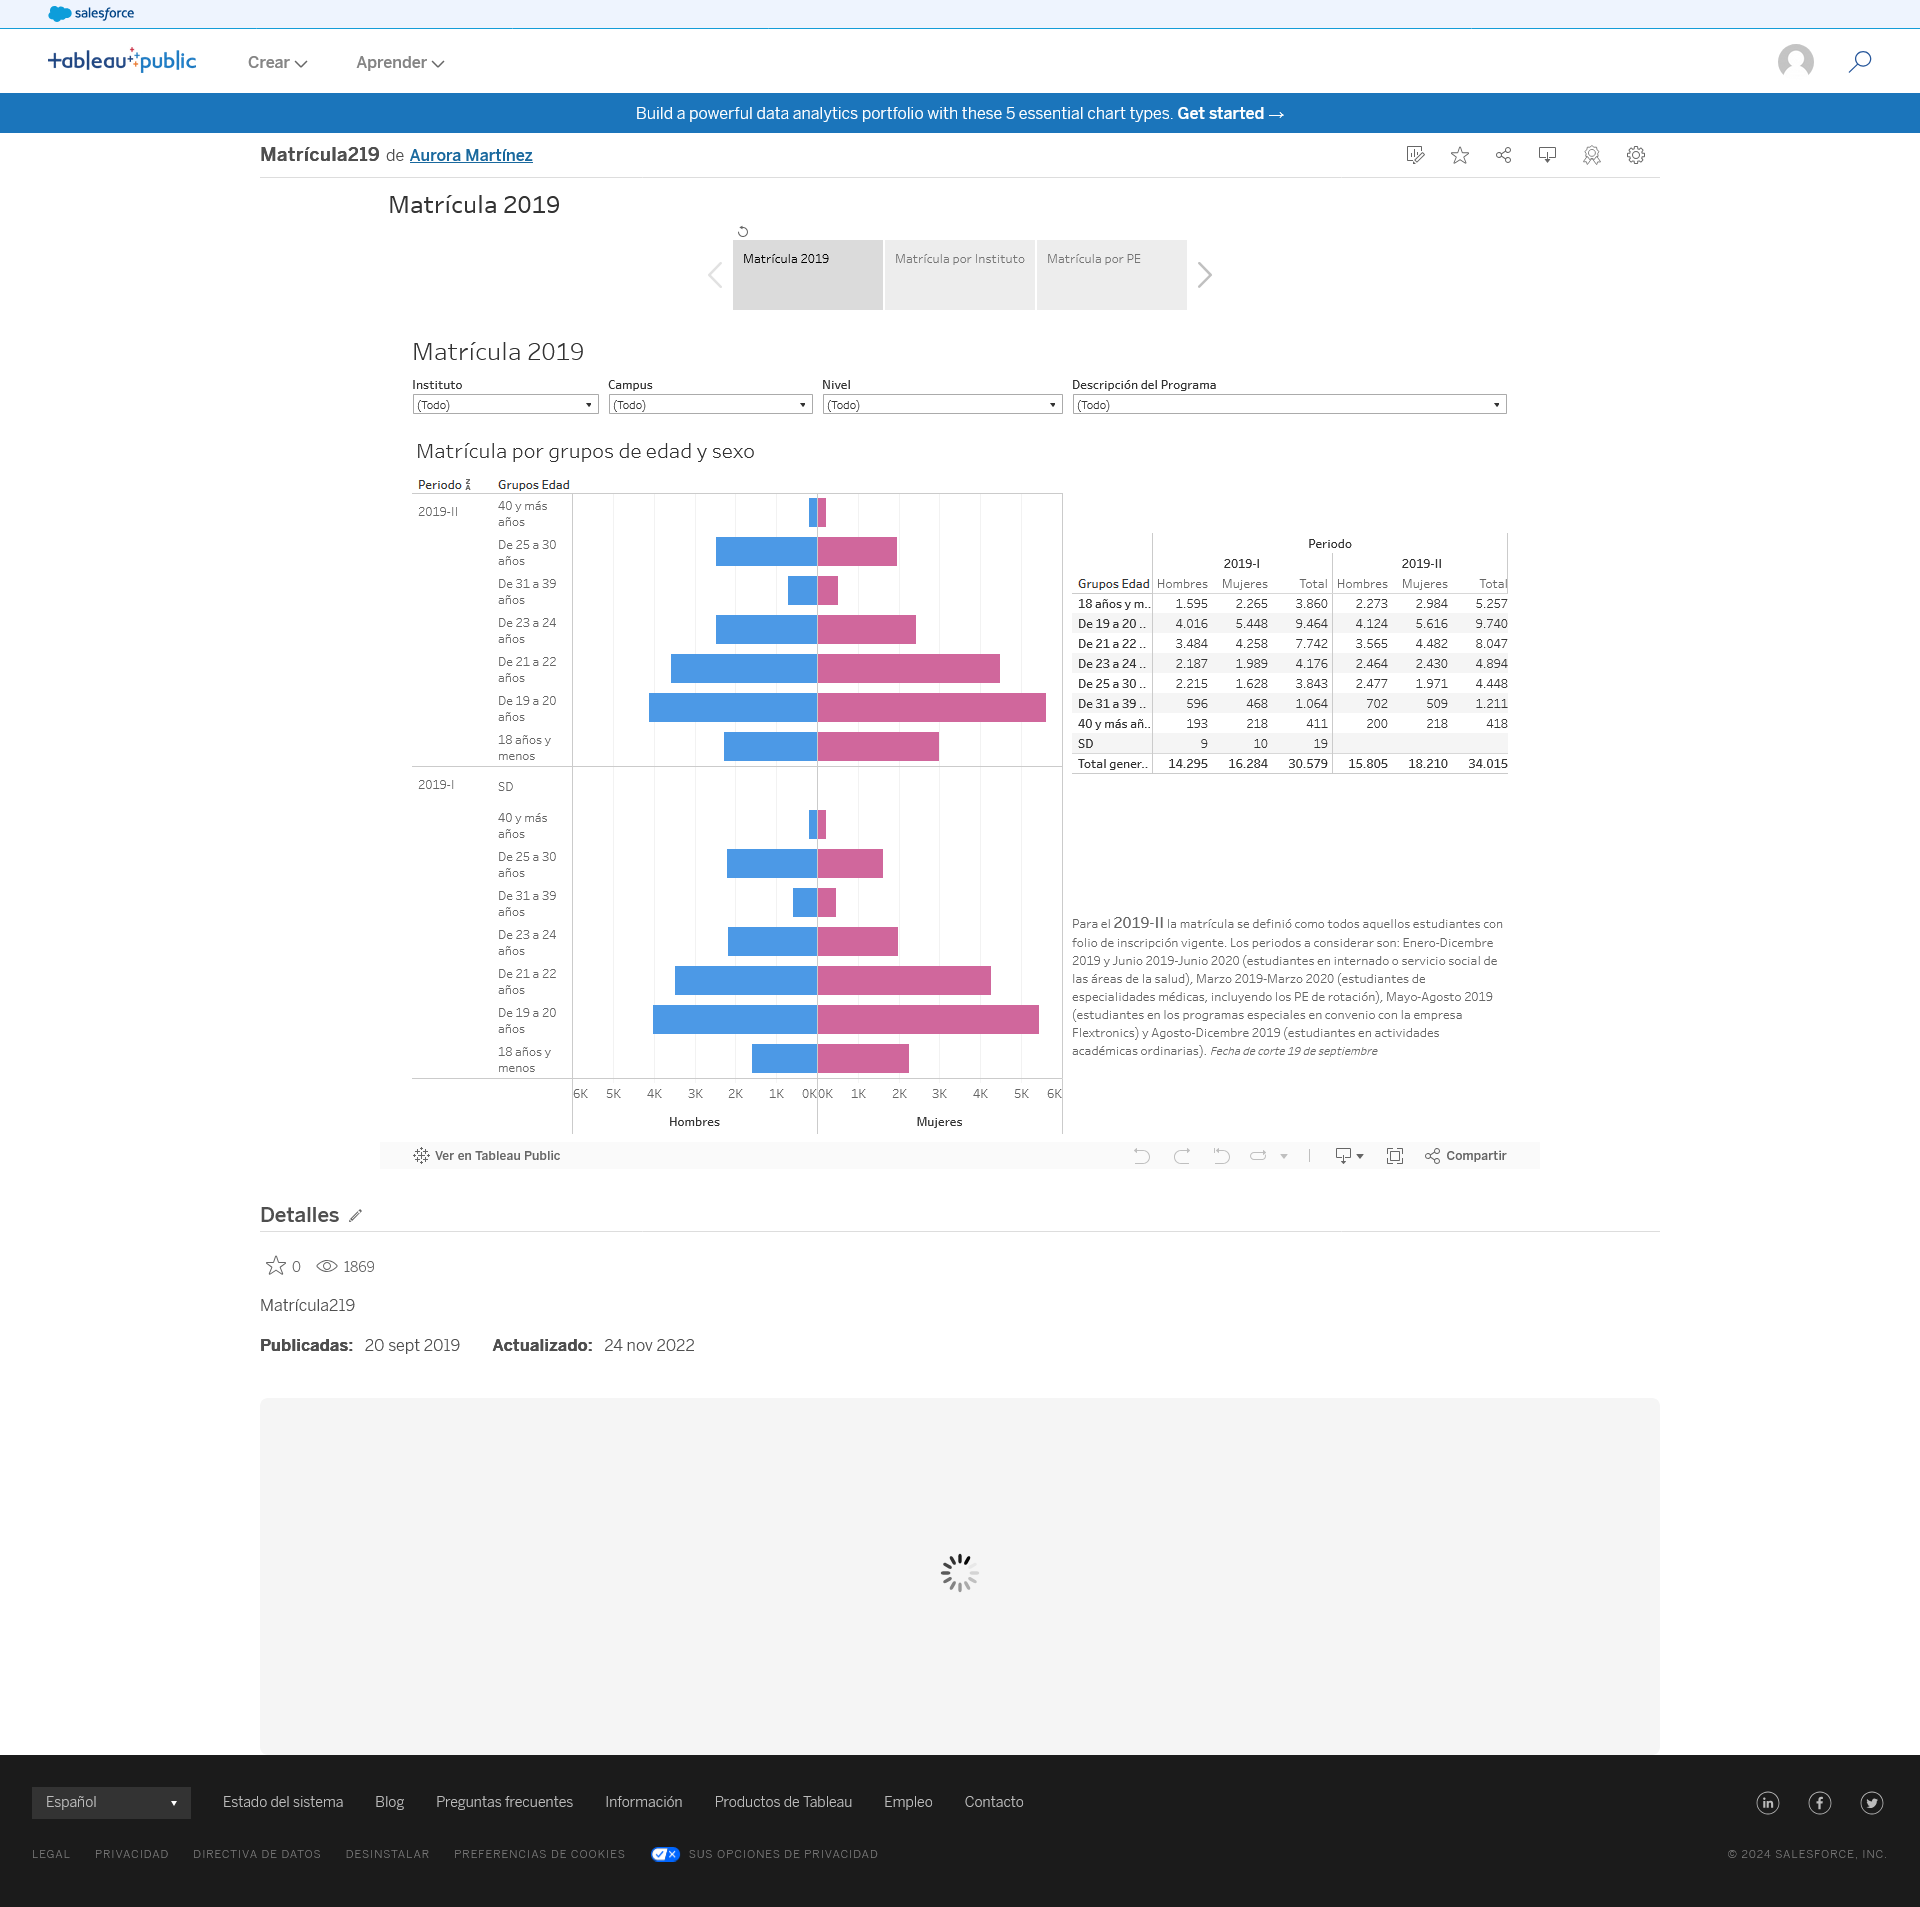 salesforce
+ableau public
Crear
Aprender
Build a powerful data analytics portfolio with these 5 essential chart types. Get started →
Matrícula219 de Aurora Martínez
Matrícula 2019
Matrícula 2019
Matrícula por Instituto
Matrícula por PE
Matrícula 2019
Instituto
Campus
Nivel
Descripción del Programa
(Todo)
(Todo)
(Todo)
(Todo)
Matrícula por grupos de edad y sexo
Periodo
Grupos Edad
2019-II
40 y más
años
De 25 a 30
años
De 31 a 39
años
De 23 a 24
años
De 21 a 22
años
De 19 a 20
años
18 años y
menos
2019-I
SD
40 y más
años
De 25 a 30
años
De 31 a 39
años
De 23 a 24
años
De 21 a 22
años
De 19 a 20
años
18 años y
menos
6K 5K 4K 3K 2K 1K 0K 0K 1K 2K 3K 4K 5K 6K
Hombres
Mujeres
Periodo
2019-I 2019-II
Grupos Edad Hombres Mujeres Total Hombres Mujeres Total
18 años y m.. 1.595 2.265 3.860 2.273 2.984 5.257
De 19 a 20 .. 4.016 5.448 9.464 4.124 5.616 9.740
De 21 a 22 .. 3.484 4.258 7.742 3.565 4.482 8.047
De 23 a 24 .. 2.187 1.989 4.176 2.464 2.430 4.894
De 25 a 30 .. 2.215 1.628 3.843 2.477 1.971 4.448
De 31 a 39 .. 596 468 1.064 702 509 1.211
40 y más añ.. 193 218 411 200 218 418
SD 9 10 19
Total gener.. 14.295 16.284 30.579 15.805 18.210 34.015
Para el 2019-II la matrícula se definió como todos aquellos estudiantes con
folio de inscripción vigente. Los periodos a considerar son: Enero-Dicembre
2019 y Junio 2019-Junio 2020 (estudiantes en internado o servicio social de
las áreas de la salud), Marzo 2019-Marzo 2020 (estudiantes de
especialidades médicas, incluyendo los PE de rotación), Mayo-Agosto 2019
(estudiantes en los programas especiales en convenio con la empresa
Flextronics) y Agosto-Dicembre 2019 (estudiantes en actividades
académicas ordinarias). Fecha de corte 19 de septiembre
Ver en Tableau Public
Compartir
Detalles
0
1869
Matrícula219
Publicadas: 20 sept 2019 Actualizado: 24 nov 2022
Español
Estado del sistema
Blog
Preguntas frecuentes
Información
Productos de Tableau
Empleo
Contacto
LEGAL
PRIVACIDAD
DIRECTIVA DE DATOS
DESINSTALAR
PREFERENCIAS DE COOKIES
SUS OPCIONES DE PRIVACIDAD
© 2024 SALESFORCE, INC.